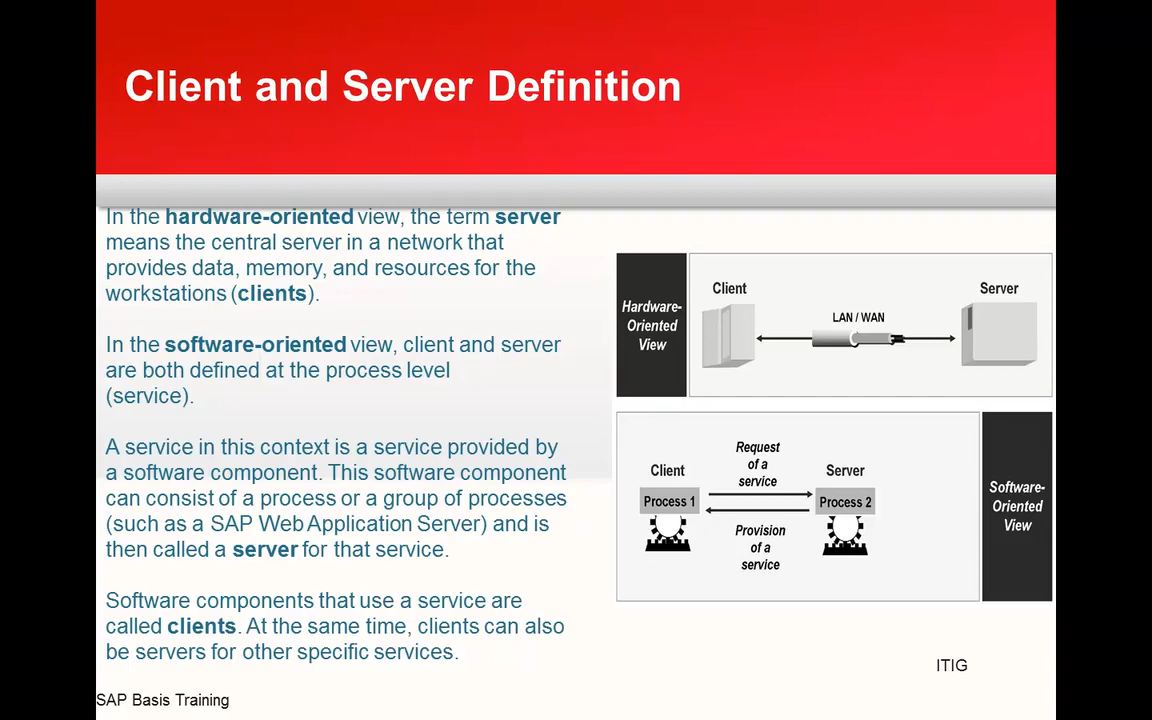 Client and Server Definition
In the hardware-oriented view, the term server
means the central server in a network that
provides data, memory, and resources for the
workstations (clients).
In the software-oriented view, client and server
are both defined at the process level
(service).
A service in this context is a service provided by
a software component. This software component
can consist of a process or a group of processes
(such as a SAP Web Application Server) and is
then called a server for that service.
Software components that use a service are
called clients. At the same time, clients can also
be servers for other specific services.
Hardware-
Oriented
View
Client
LAN / WAN
Server
Client
Process 1
Request
of a
service
Provision
of a
service
Server
Process 2
Software-
Oriented
View
ITIG
SAP Basis Training